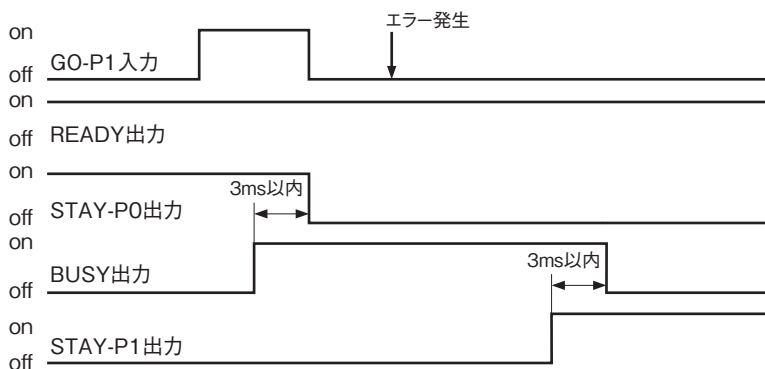 エラー発生
on
off GO-P1入力
on
off READY出力
on
3ms以内
off STAY-P0出力
on
3ms以内
off BUSY出力
on
off STAY-P1出力